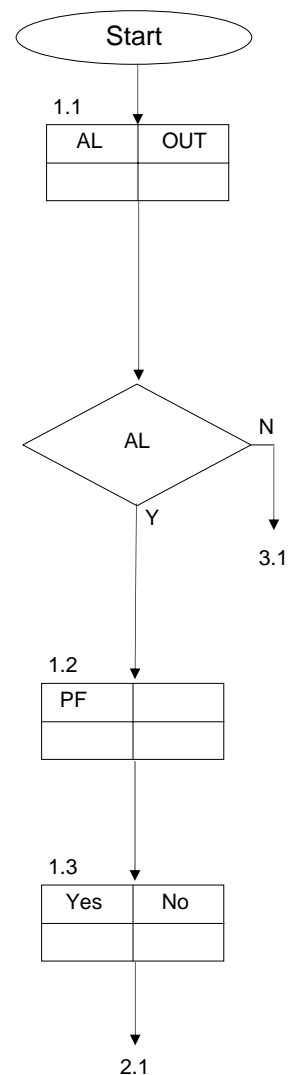 Start
1.1
AL OUT
AL
N
Y
3.1
1.2
PF
1.3
Yes No
2.1